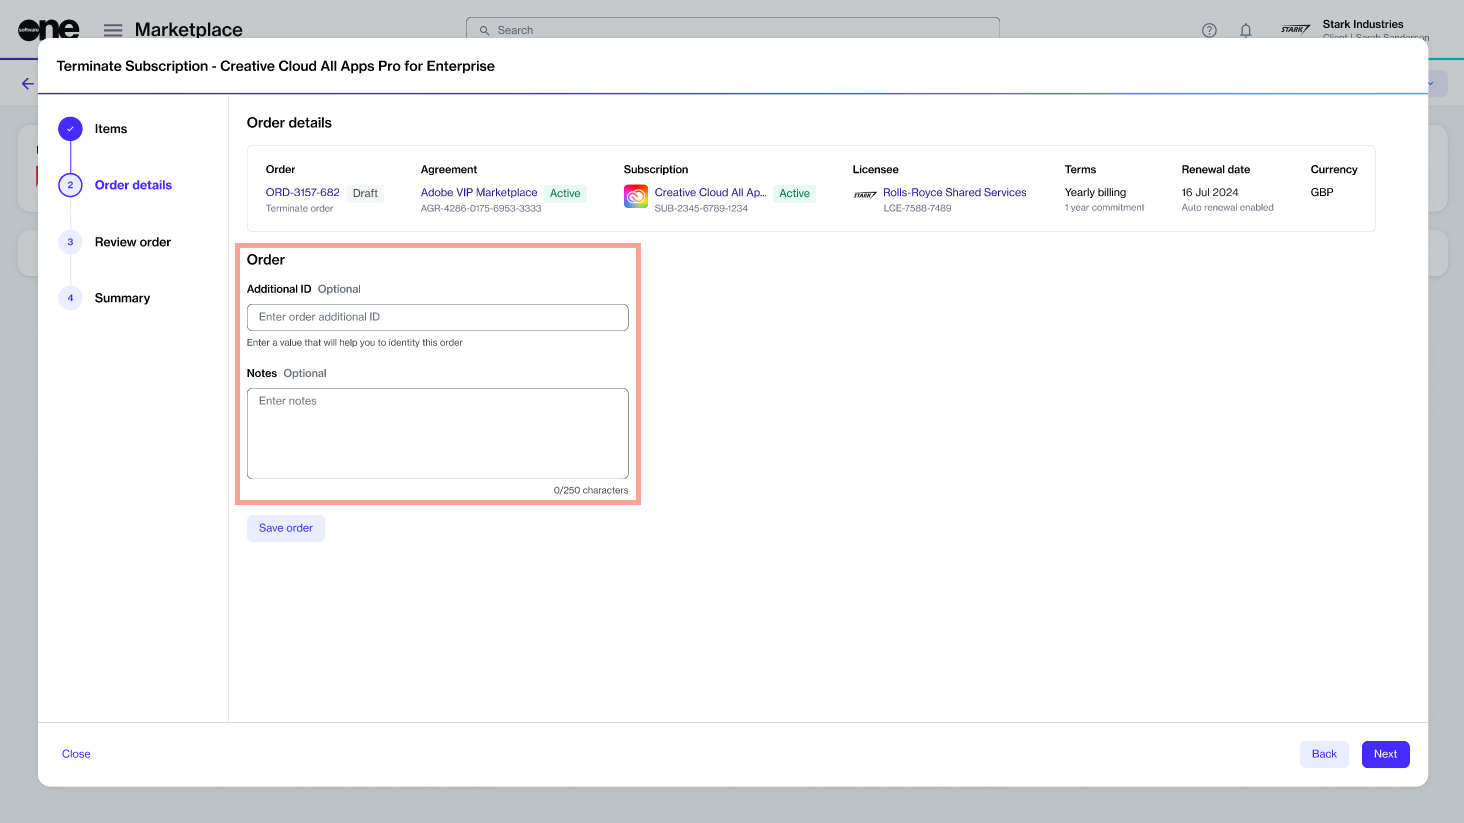 software one
Marketplace
Search
STARK
Stark Industries
Client | Sarah Sanderson
Terminate Subscription - Creative Cloud All Apps Pro for Enterprise
Items
2 Order details
3 Review order
4 Summary
Order details
Order Agreement Subscription Licensee Terms Renewal date Currency
ORD-3157-682 Draft Adobe VIP Marketplace Active Creative Cloud All Ap... Active STARK Rolls-Royce Shared Services Yearly billing 16 Jul 2024 GBP
Terminate order AGR-4286-0175-6953-3333 SUB-2345-6789-1234 LCE-7588-7489 1 year commitment Auto renewal enabled
Order
Additional ID Optional
Enter order additional ID
Enter a value that will help you to identity this order
Notes Optional
Enter notes
0/250 characters
Save order
Close Back Next